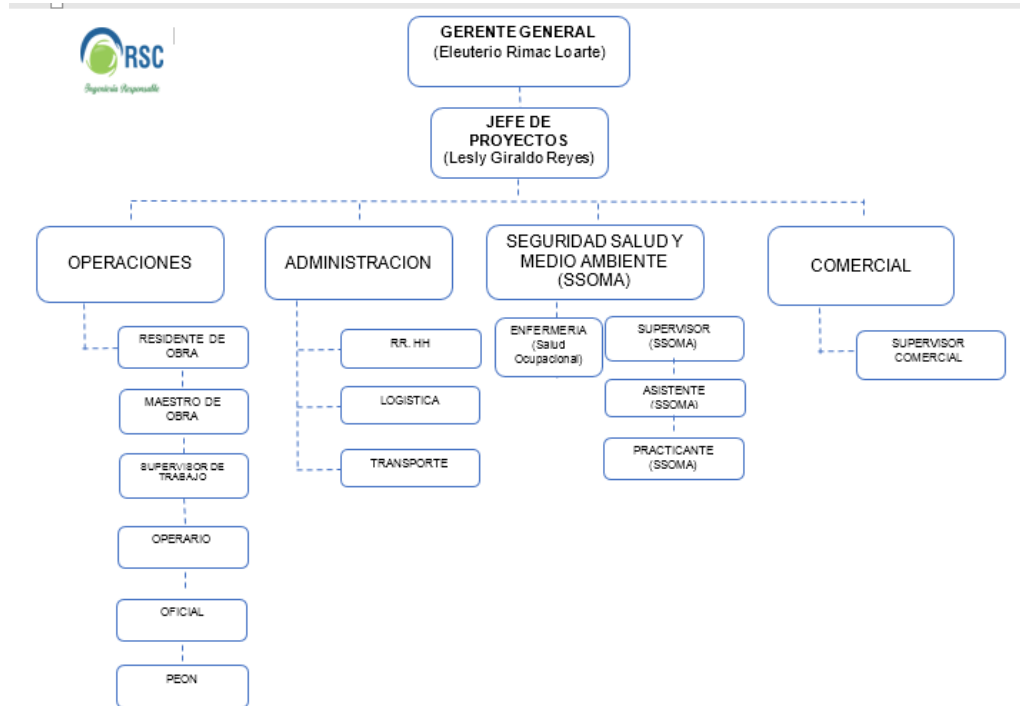 GERENTE GENERAL
(Eleuterio Rimac Loarte)
RSC
Ingeniería Responsable
JEFE DE
PROYECTOS
(Lesly Giraldo Reyes)
OPERACIONES
ADMINISTRACION
SEGURIDAD SALUD Y
MEDIO AMBIENTE
(SSOMA)
COMERCIAL
RESIDENTE DE
OBRA
MAESTRO DE
OBRA
SUPERVISOR DE
TRABAJO
OPERARIO
OFICIAL
PEON
RR. HH
LOGISTICA
TRANSPORTE
ENFERMERIA
(Salud
Ocupacional)
SUPERVISOR
(SSOMA)
ASISTENTE
(SSOMA)
PRACTICANTE
(SSOMA)
SUPERVISOR
COMERCIAL